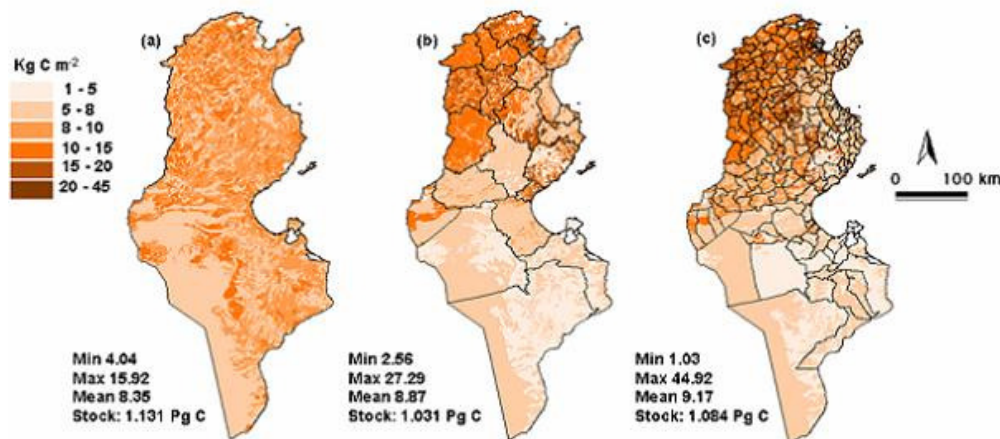 (a)
(b)
(c)
Kg C m⁻²
1 - 5
5 - 8
8 - 10
10 - 15
15 - 20
20 - 45
0 100 km
Min 4.04
Max 15.92
Mean 8.35
Stock: 1.131 Pg C
Min 2.56
Max 27.29
Mean 8.87
Stock: 1.031 Pg C
Min 1.03
Max 44.92
Mean 9.17
Stock: 1.084 Pg C